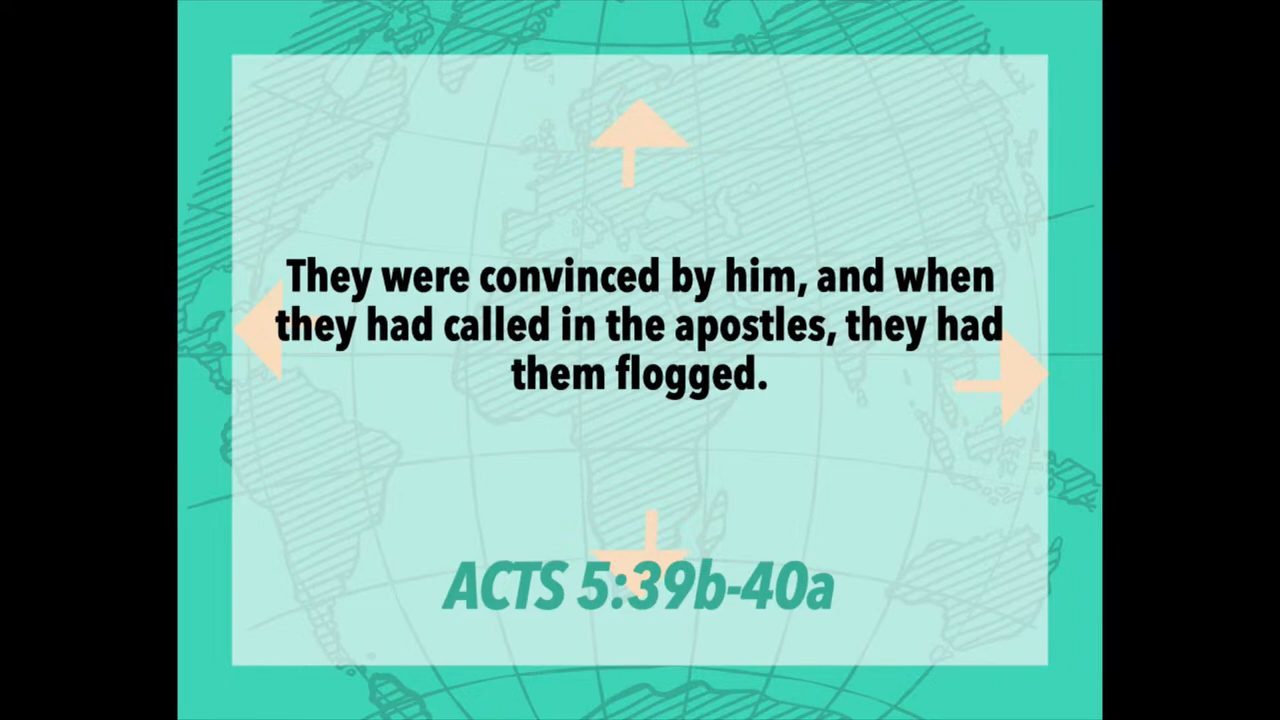 They were convinced by him, and when
they had called in the apostles, they had
them flogged.
ACTS 5:39b-40a